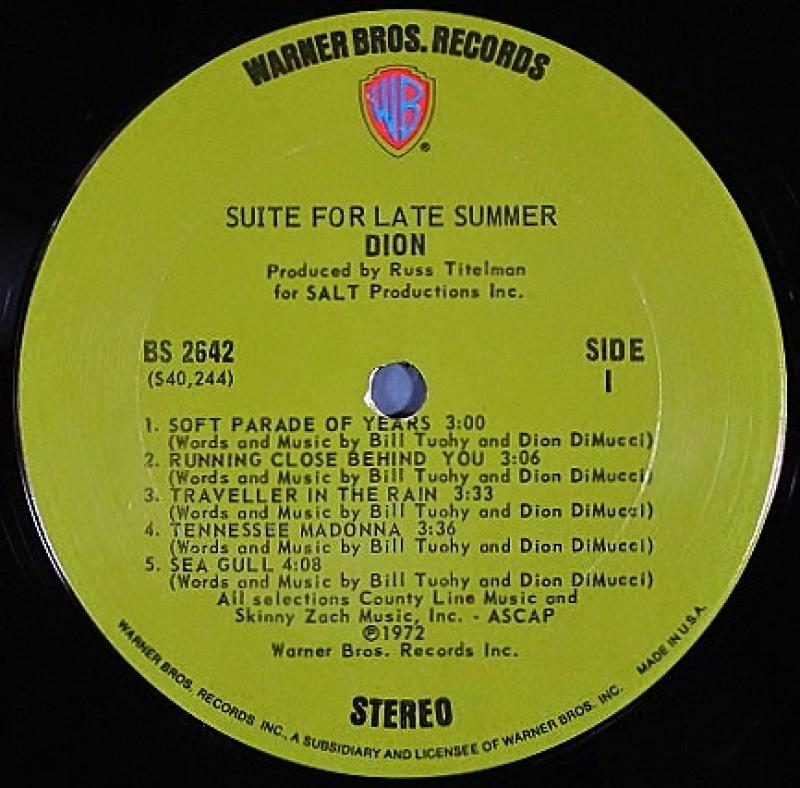 WARNER BROS. RECORDS
WB
®
SUITE FOR LATE SUMMER
DION
Produced by Russ Titelman
for SALT Productions Inc.
BS 2642
(S40,244)
SIDE
1
1. SOFT PARADE OF YEARS 3:00
(Words and Music by Bill Tuohy and Dion DiMucci)
2. RUNNING CLOSE BEHIND YOU 3:06
(Words and Music by Bill Tuohy and Dion DiMucci)
3. TRAVELLER IN THE RAIN 3:33
(Words and Music by Bill Tuohy and Dion DiMucci)
4. TENNESSEE MADONNA 3:36
(Words and Music by Bill Tuohy and Dion DiMucci)
5. SEA GULL 4:08
(Words and Music by Bill Tuohy and Dion DiMucci)
All selections County Line Music and
Skinny Zach Music, Inc. - ASCAP
℗1972
Warner Bros. Records Inc.
STEREO
WARNER BROS. RECORDS INC., A SUBSIDIARY AND LICENSEE OF WARNER BROS. INC. MADE IN U.S.A.